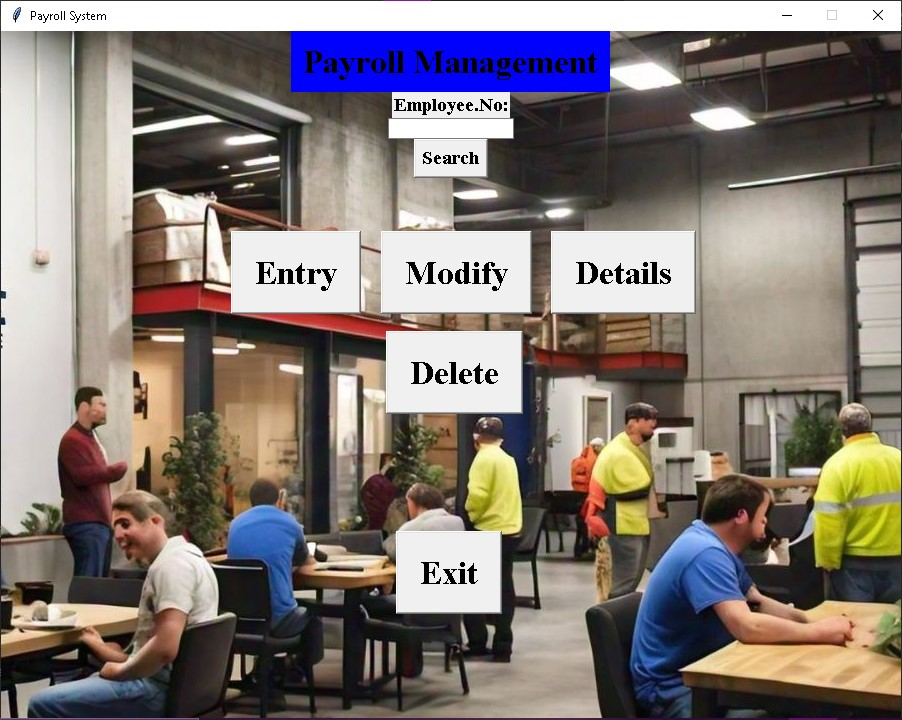 Payroll System
Payroll Management
Employee.No:
Search
Entry
Modify
Details
Delete
Exit